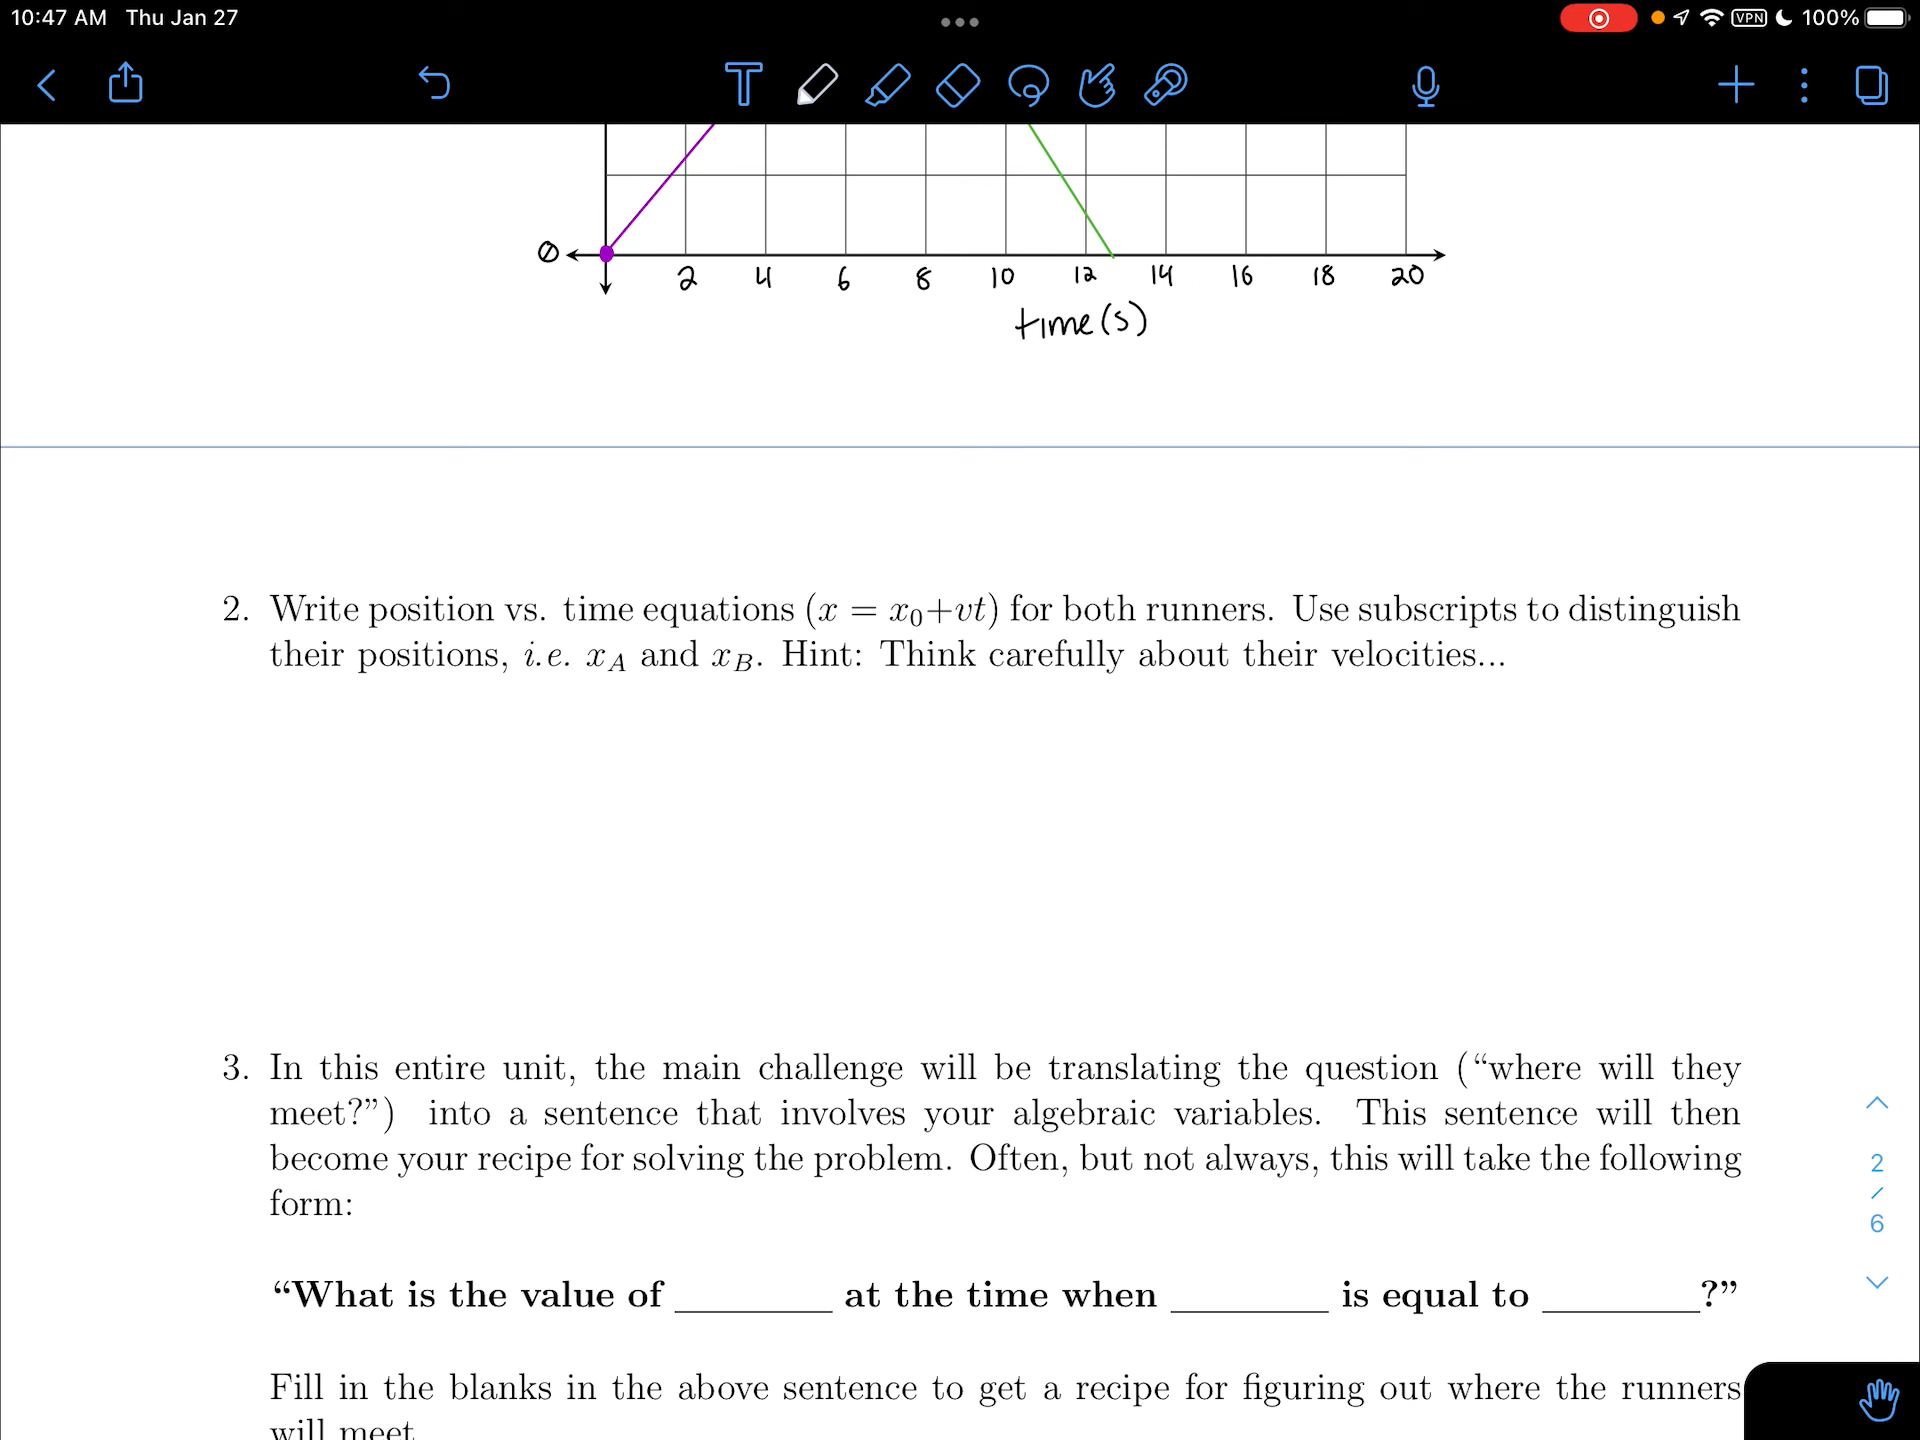 10:47 AM Thu Jan 27
VPN 100%
0
2 4 6 8 10 12 14 16 18 20
time (s)
2. Write position vs. time equations (x = x₀+vt) for both runners. Use subscripts to distinguish
their positions, i.e. x_A and x_B. Hint: Think carefully about their velocities...
3. In this entire unit, the main challenge will be translating the question (“where will they
meet?”) into a sentence that involves your algebraic variables. This sentence will then
become your recipe for solving the problem. Often, but not always, this will take the following
form:
“What is the value of ________ at the time when ________ is equal to ________?”
Fill in the blanks in the above sentence to get a recipe for figuring out where the runners
will meet
2
/
6